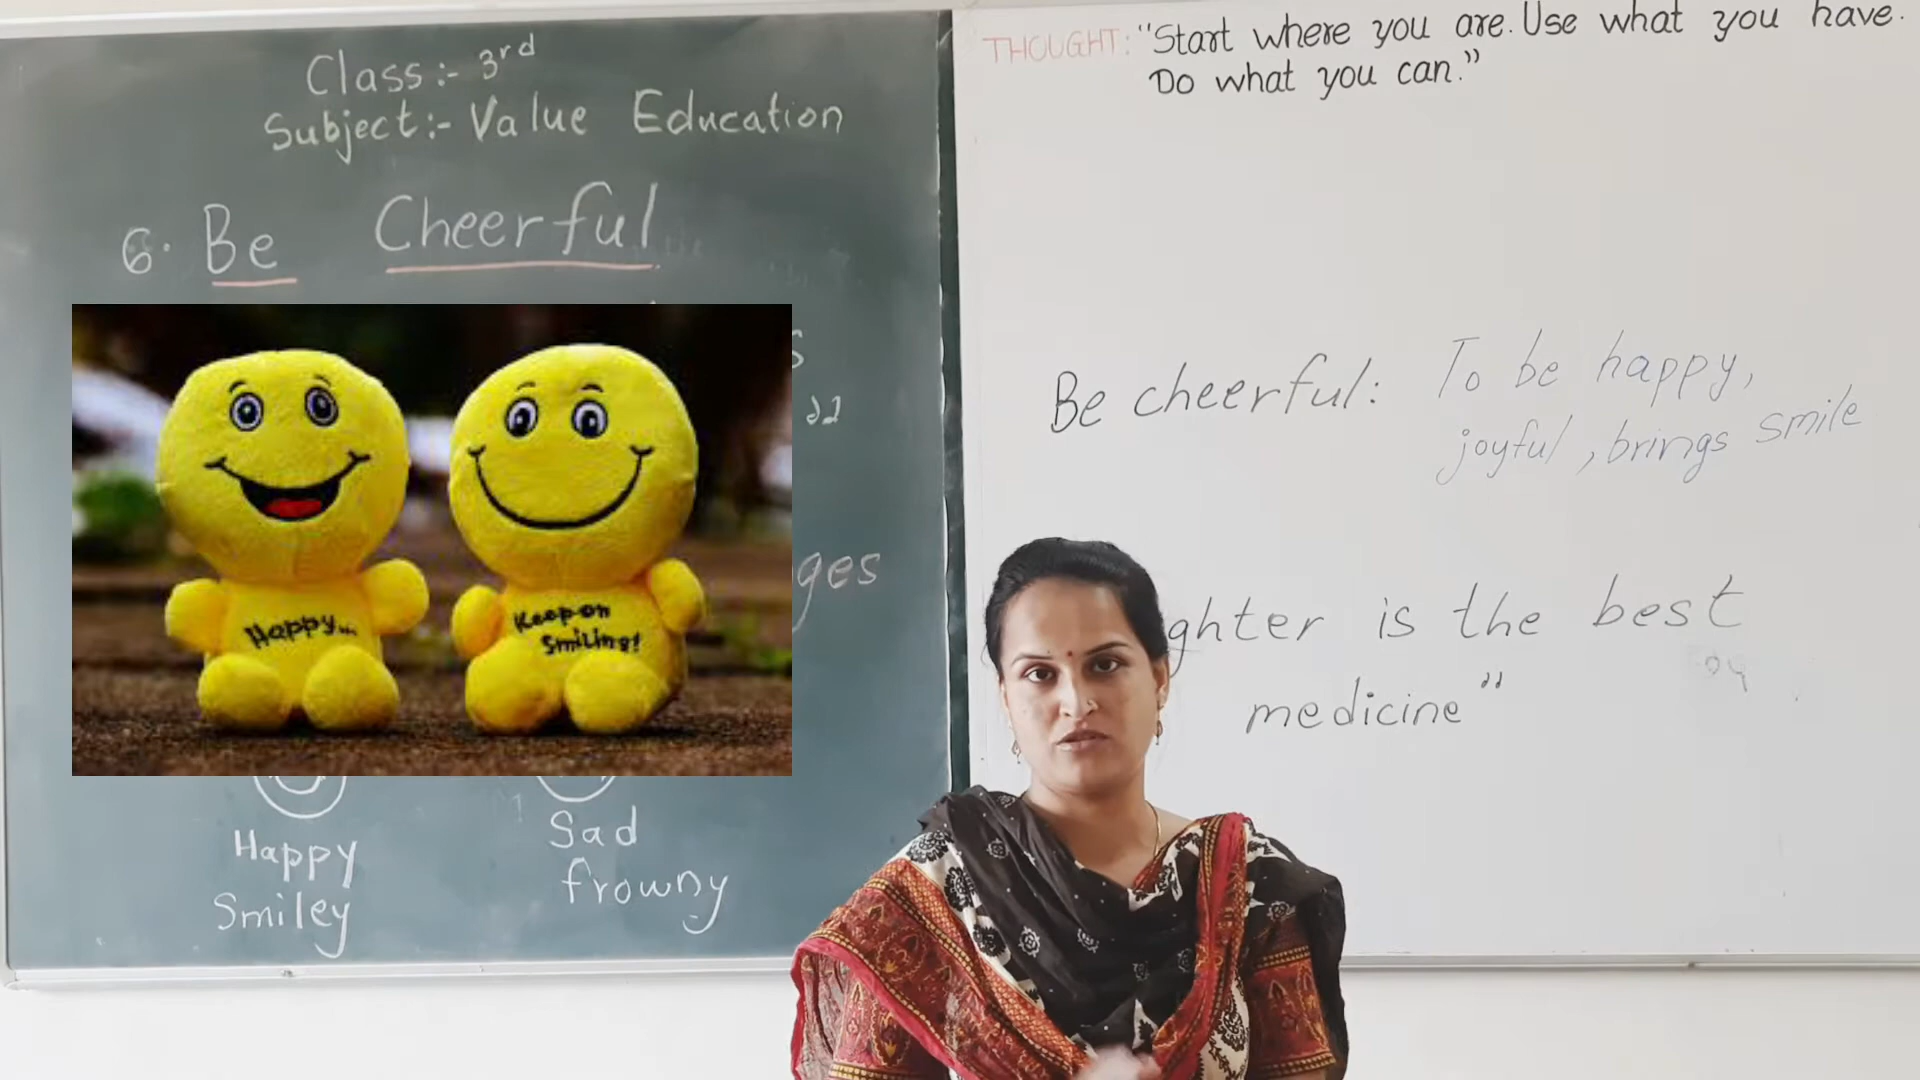 Class:- 3rd
Subject:- Value Education
6. Be Cheerful
Happy...
Keep on
Smiling!
Happy
Smiley
Sad
frowny
THOUGHT: "Start where you are. Use what you have.
Do what you can."
Be cheerful: To be happy,
joyful, brings smile
is the best
medicine"